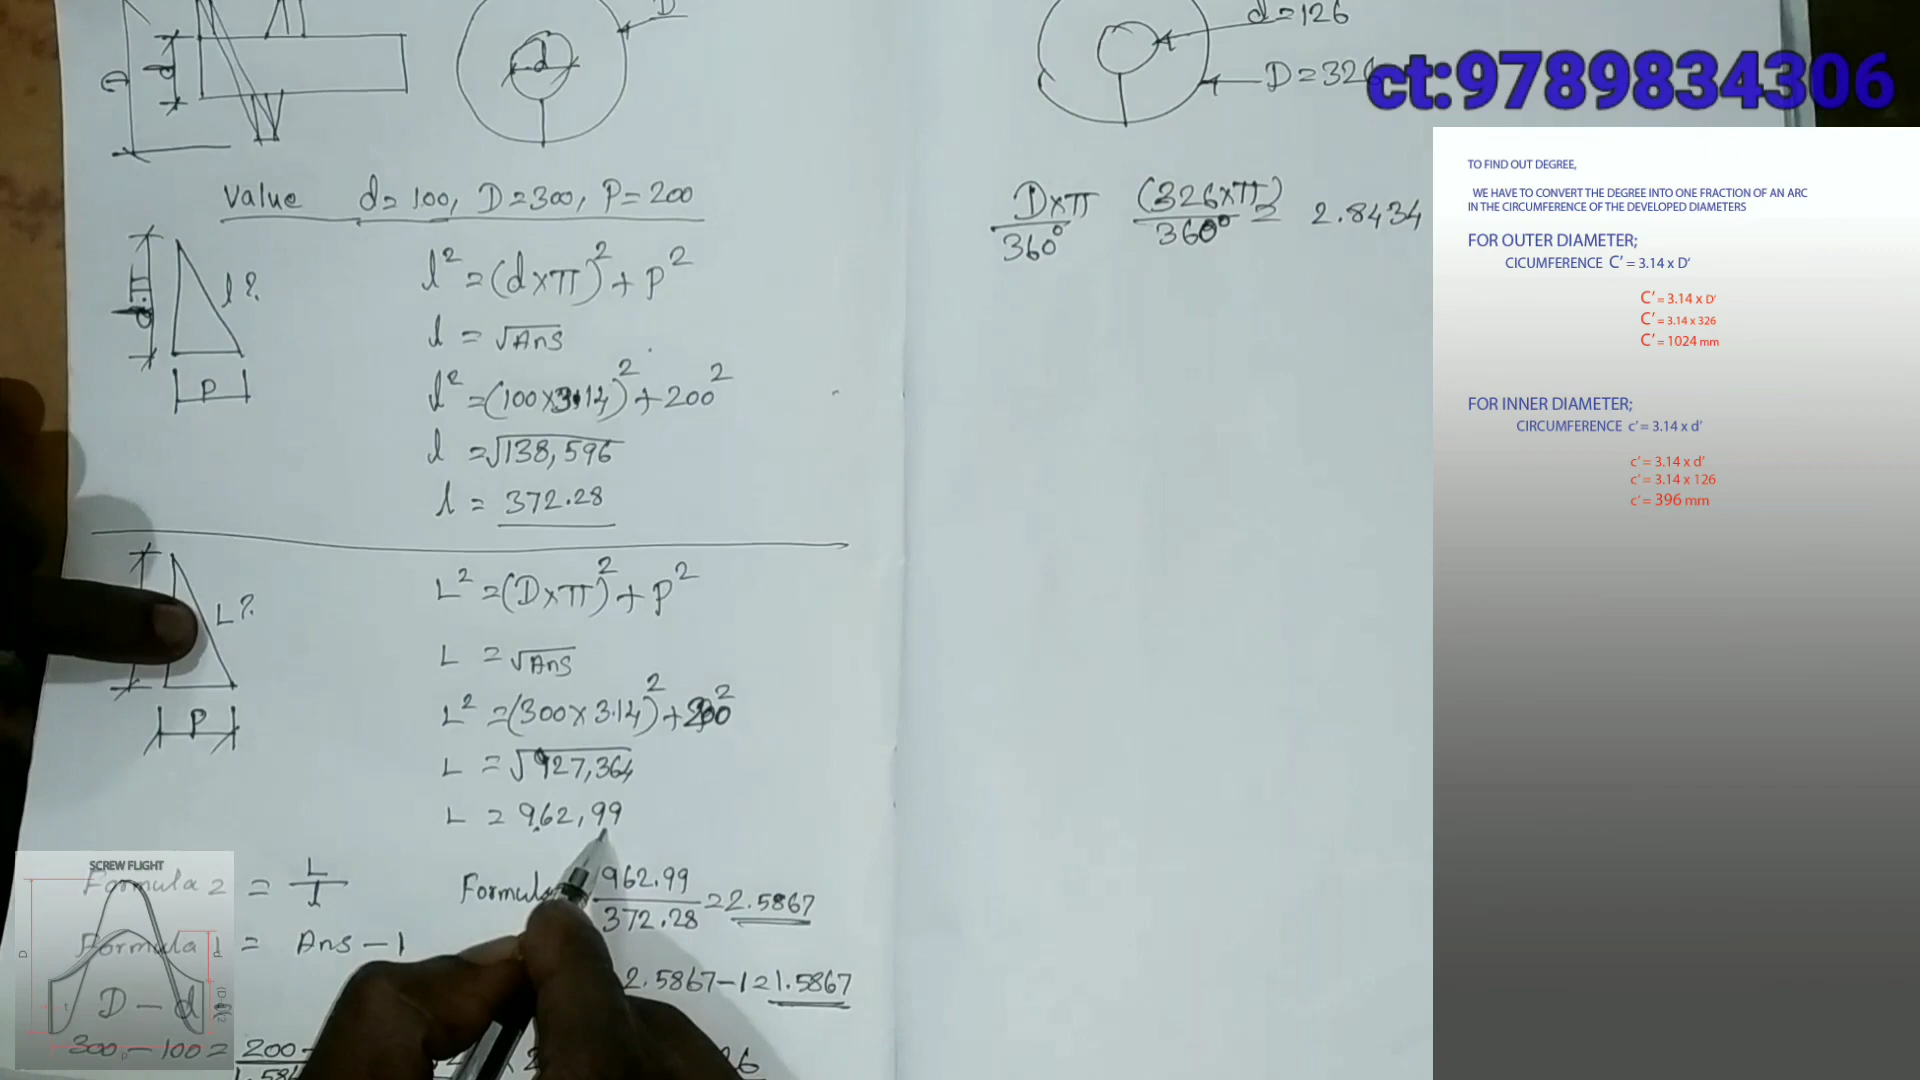 D
D
d
d
Value d=100, D=300, P=200
d.π
l?
P
l²=(d×π)²+P²
l = √Ans
l²=(100×3.14)²+200²
l =√138,596
l = 372.28
L?
P
L²=(D×π)²+P²
L = √Ans
L²=(300×3.14)²+200²
L = √927,364
L = 962,99
Formula 2 = L/l
Formula 962.99/372.28 = 2.5867
Formula 1 = Ans - 1
2.5867-1=1.5867
D - d
300 - 100 = 200
SCREW FLIGHT
D
d
t
d=126
D=326
D×π/360° (326×π)/360° = 2.8434
ct:9789834306
TO FIND OUT DEGREE,
WE HAVE TO CONVERT THE DEGREE INTO ONE FRACTION OF AN ARC
IN THE CIRCUMFERENCE OF THE DEVELOPED DIAMETERS
FOR OUTER DIAMETER;
CICUMFERENCE C' = 3.14 x D'
C' = 3.14 x D'
C' = 3.14 x 326
C' = 1024 mm
FOR INNER DIAMETER;
CIRCUMFERENCE c' = 3.14 x d'
c' = 3.14 x d'
c' = 3.14 x 126
c' = 396 mm